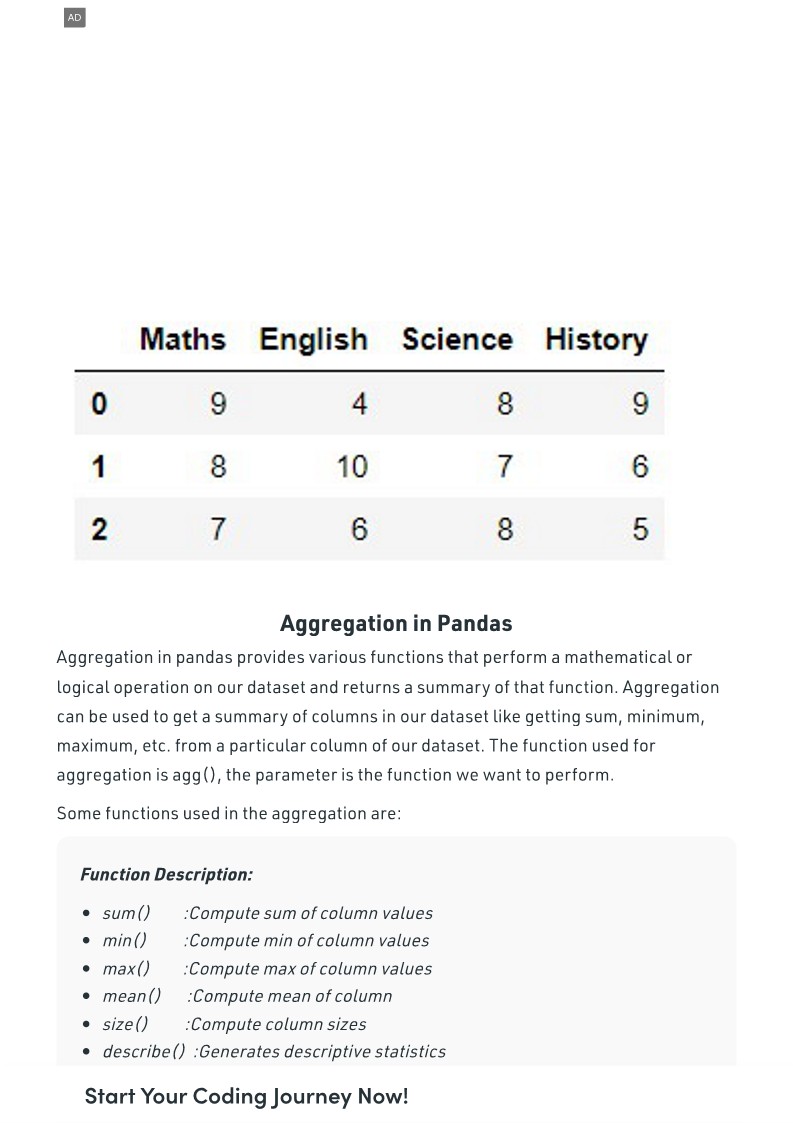 AD
Maths English Science History
0 9 4 8 9
1 8 10 7 6
2 7 6 8 5
Aggregation in Pandas
Aggregation in pandas provides various functions that perform a mathematical or
logical operation on our dataset and returns a summary of that function. Aggregation
can be used to get a summary of columns in our dataset like getting sum, minimum,
maximum, etc. from a particular column of our dataset. The function used for
aggregation is agg(), the parameter is the function we want to perform.
Some functions used in the aggregation are:
Function Description:
• sum() :Compute sum of column values
• min() :Compute min of column values
• max() :Compute max of column values
• mean() :Compute mean of column
• size() :Compute column sizes
• describe() :Generates descriptive statistics
Start Your Coding Journey Now!